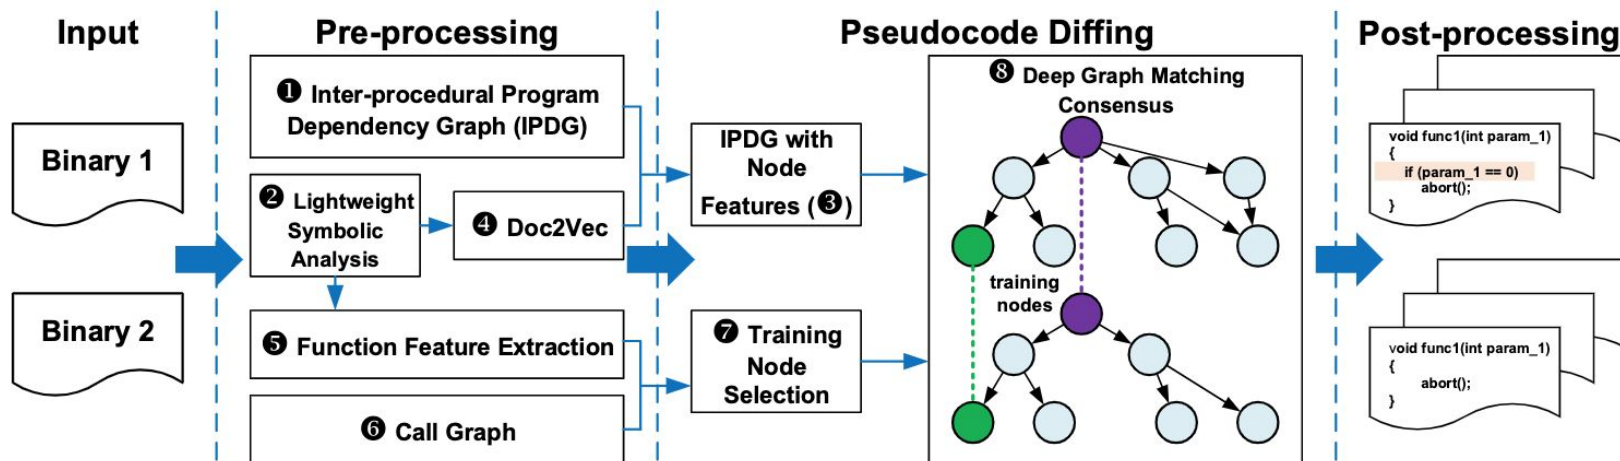 Input
Pre-processing
Pseudocode Diffing
Post-processing
Binary 1
Binary 2
❶ Inter-procedural Program
Dependency Graph (IPDG)
❷ Lightweight
Symbolic
Analysis
❹ Doc2Vec
❺ Function Feature Extraction
❻ Call Graph
IPDG with
Node
Features (❸)
❼ Training
Node
Selection
❽ Deep Graph Matching
Consensus
training
nodes
void func1(int param_1)
{
if (param_1 == 0)
abort();
}
void func1(int param_1)
{
abort();
}